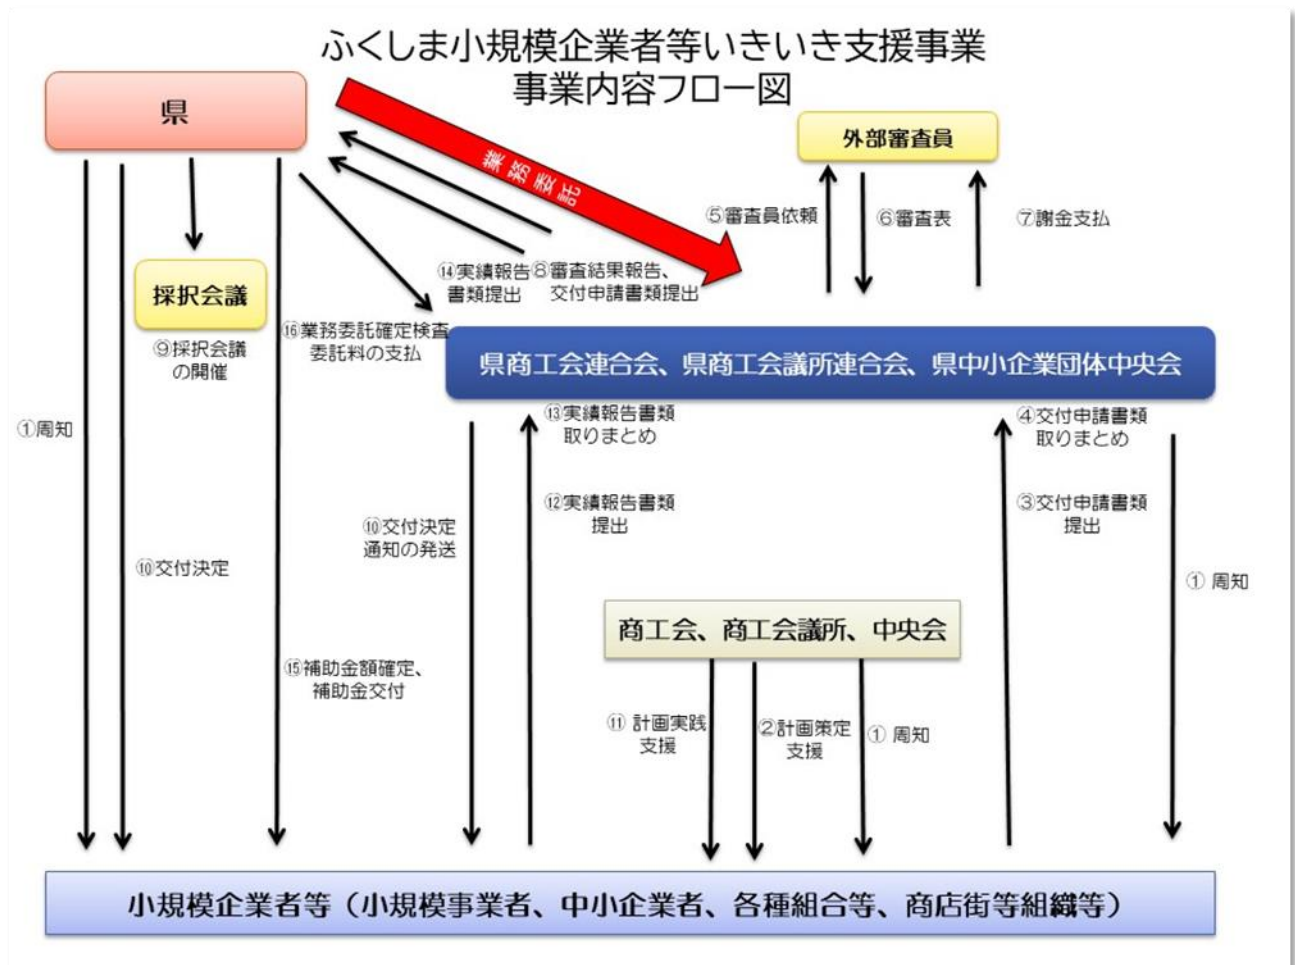 ふくしま小規模企業者等いきいき支援事業
事業内容フロー図
県
外部審査員
業務委託
⑤審査員依頼
⑥審査表
⑦謝金支払
⑭実績報告
書類提出
⑧審査結果報告、
交付申請書類提出
採択会議
⑨採択会議
の開催
⑯業務委託確定検査
委託料の支払
県商工会連合会、県商工会議所連合会、県中小企業団体中央会
①周知
⑬実績報告書類
取りまとめ
④交付申請書類
取りまとめ
⑫実績報告書類
提出
③交付申請書類
提出
⑩交付決定
通知の発送
⑩交付決定
① 周知
商工会、商工会議所、中央会
⑮補助金額確定、
補助金交付
⑪ 計画実践
支援
②計画策定
支援
① 周知
小規模企業者等（小規模事業者、中小企業者、各種組合等、商店街等組織等）